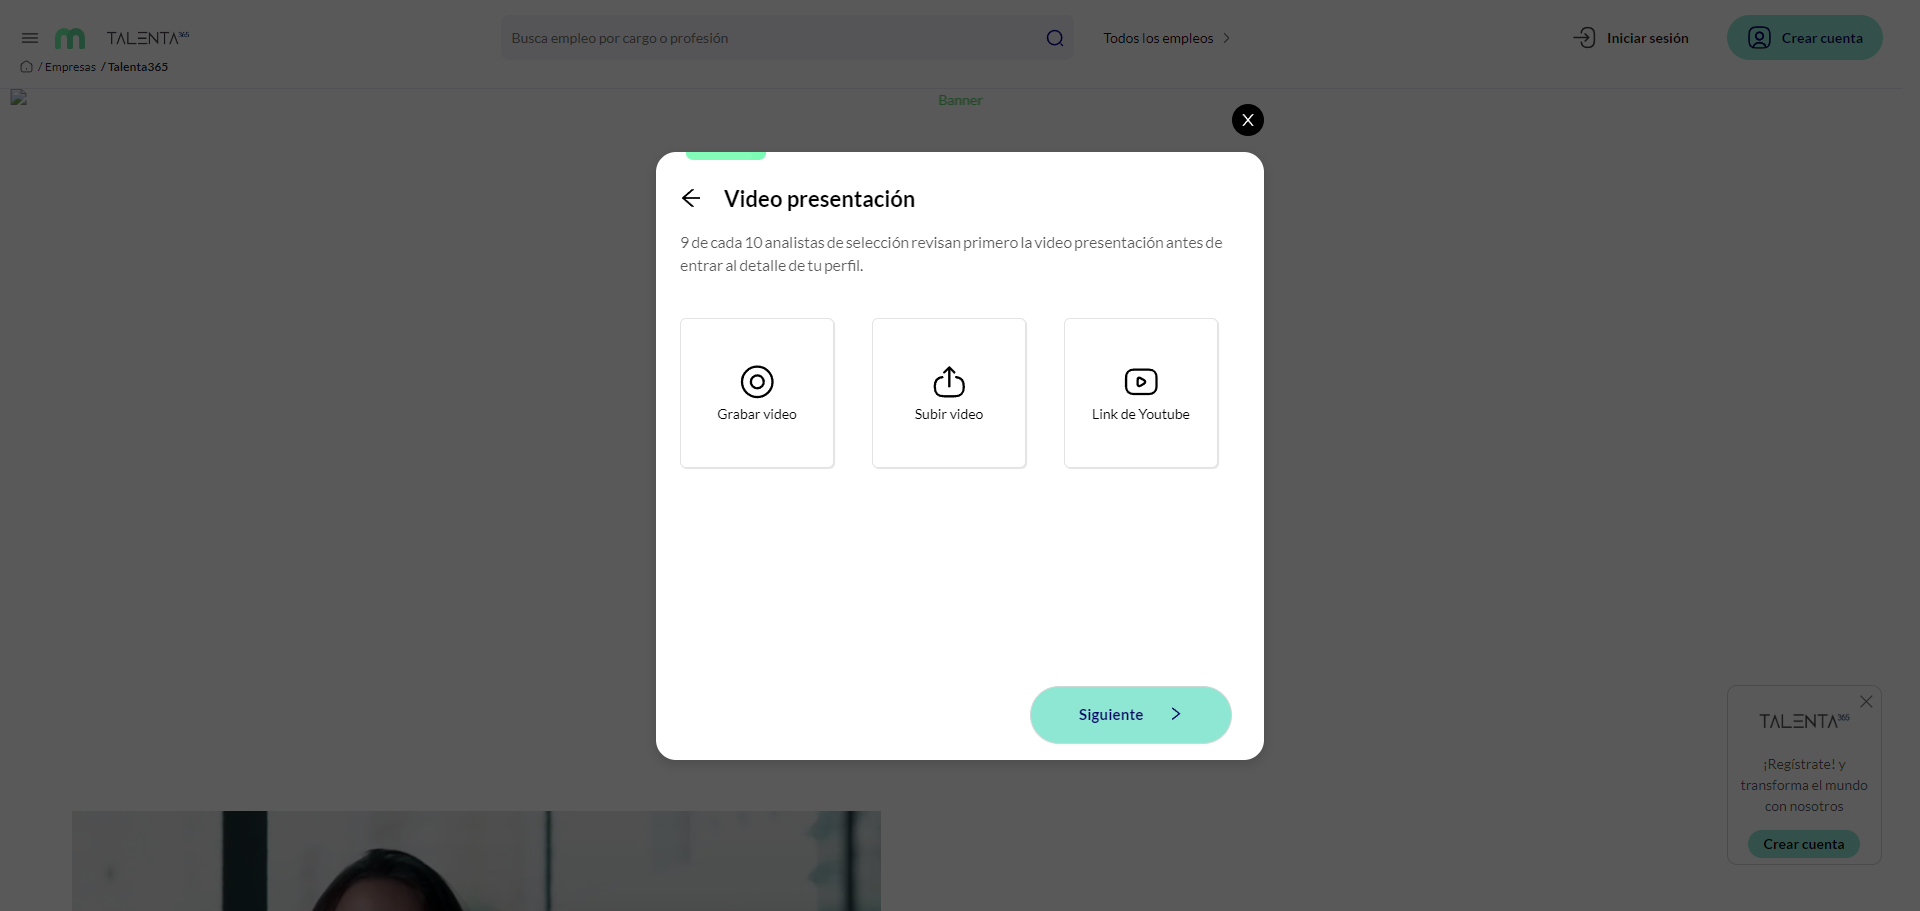 TALENTA365
Busca empleo por cargo o profesión
Todos los empleos
Iniciar sesión
Crear cuenta
/ Empresas / Talenta365
Banner
X
Video presentación
9 de cada 10 analistas de selección revisan primero la video presentación antes de
entrar al detalle de tu perfil.
Grabar video
Subir video
Link de Youtube
Siguiente
TALENTA365
¡Regístrate! y
transforma el mundo
con nosotros
Crear cuenta